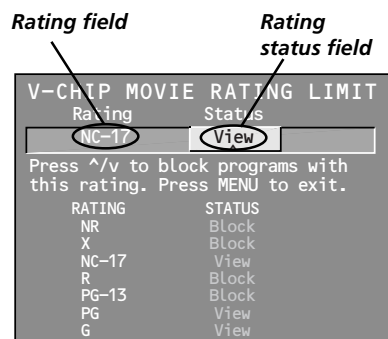 Rating field
Rating
status field
V-CHIP MOVIE RATING LIMIT
Rating Status
NC-17 View
Press ^/v to block programs with
this rating. Press MENU to exit.
RATING STATUS
NR Block
X Block
NC-17 View
R Block
PG-13 Block
PG View
G View